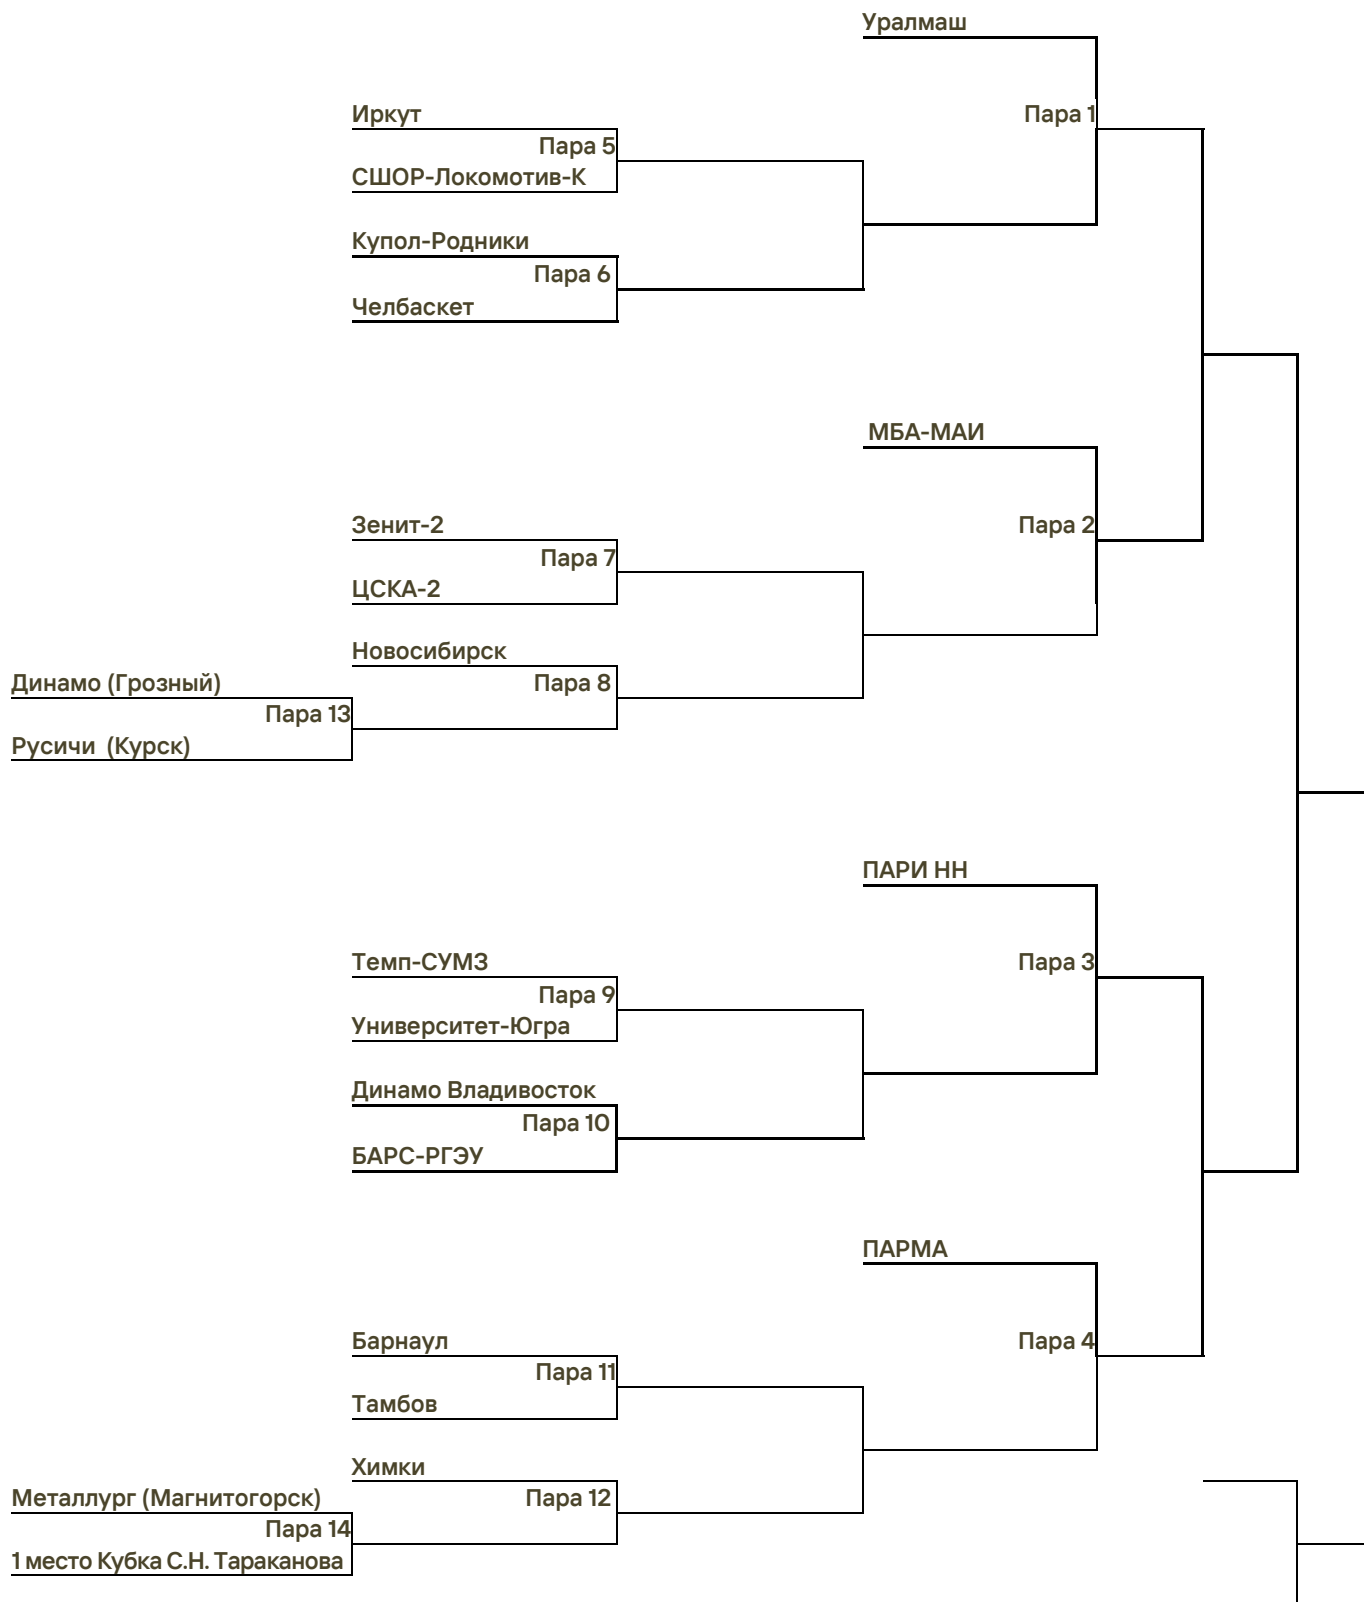 Уралмаш
Иркут
Пара 1
Пара 5
СШОР-Локомотив-К
Купол-Родники
Пара 6
Челбаскет
МБА-МАИ
Зенит-2
Пара 2
Пара 7
ЦСКА-2
Новосибирск
Динамо (Грозный)
Пара 8
Пара 13
Русичи (Курск)
ПАРИ НН
Темп-СУМЗ
Пара 3
Пара 9
Университет-Югра
Динамо Владивосток
Пара 10
БАРС-РГЭУ
ПАРМА
Барнаул
Пара 4
Пара 11
Тамбов
Химки
Металлург (Магнитогорск)
Пара 12
Пара 14
1 место Кубка С.Н. Тараканова